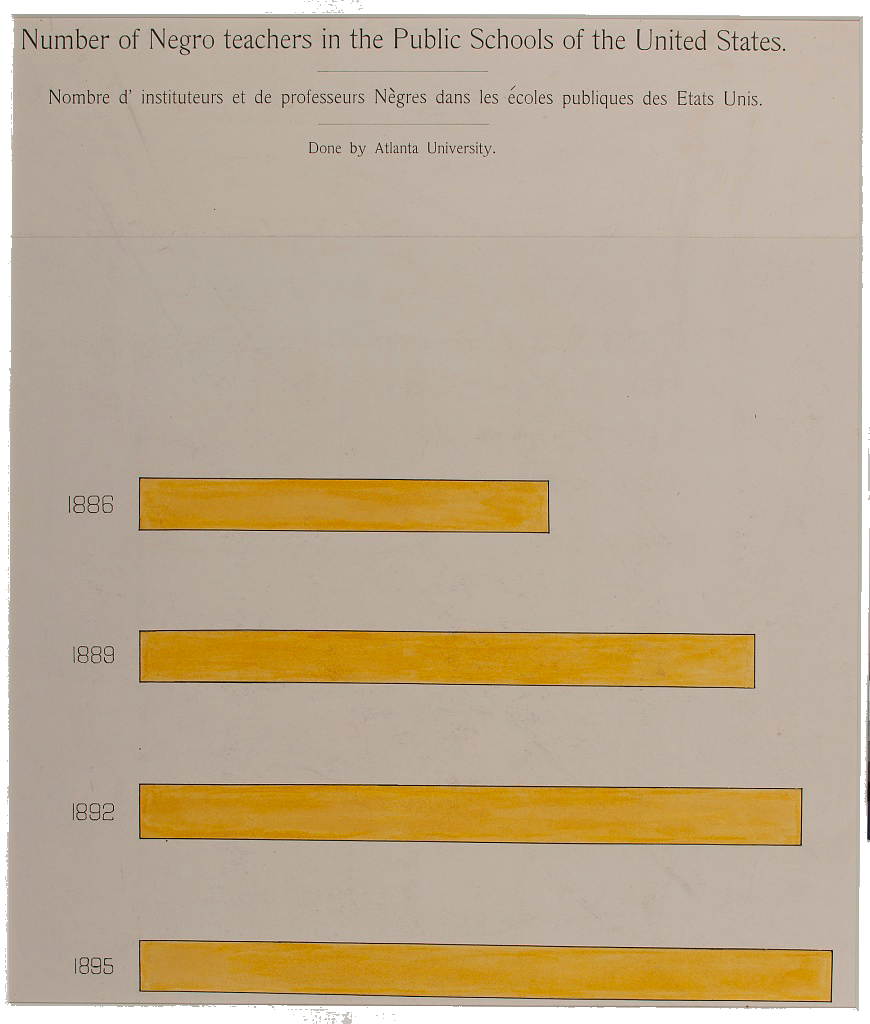 Number of Negro teachers in the Public Schools of the United States.
Nombre d' instituteurs et de professeurs Nègres dans les écoles publiques des Etats Unis.
Done by Atlanta University.
1886
1889
1892
1895